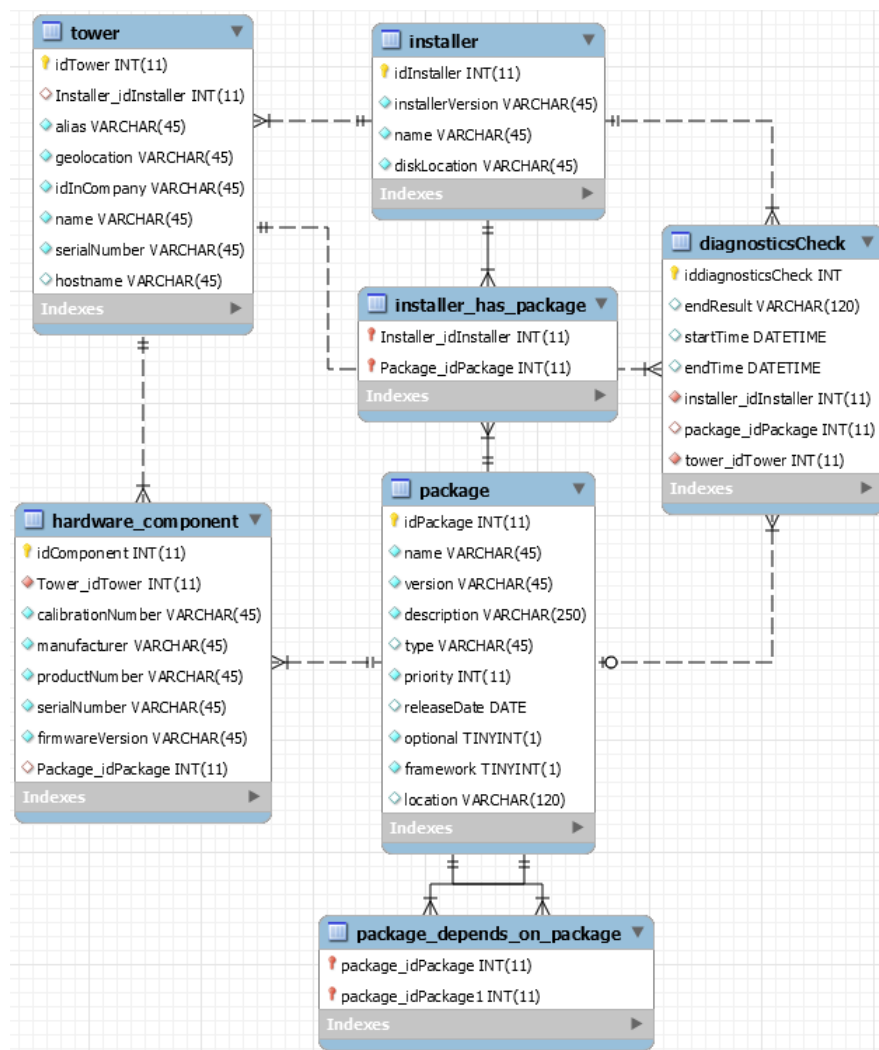 tower
idTower INT(11)
Installer_idInstaller INT(11)
alias VARCHAR(45)
geolocation VARCHAR(45)
idInCompany VARCHAR(45)
name VARCHAR(45)
serialNumber VARCHAR(45)
hostname VARCHAR(45)
Indexes
installer
idInstaller INT(11)
installerVersion VARCHAR(45)
name VARCHAR(45)
diskLocation VARCHAR(45)
Indexes
diagnosticsCheck
iddiagnosticsCheck INT
endResult VARCHAR(120)
startTime DATETIME
endTime DATETIME
installer_idInstaller INT(11)
package_idPackage INT(11)
tower_idTower INT(11)
Indexes
installer_has_package
Installer_idInstaller INT(11)
Package_idPackage INT(11)
Indexes
hardware_component
idComponent INT(11)
Tower_idTower INT(11)
calibrationNumber VARCHAR(45)
manufacturer VARCHAR(45)
productNumber VARCHAR(45)
serialNumber VARCHAR(45)
firmwareVersion VARCHAR(45)
Package_idPackage INT(11)
Indexes
package
idPackage INT(11)
name VARCHAR(45)
version VARCHAR(45)
description VARCHAR(250)
type VARCHAR(45)
priority INT(11)
releaseDate DATE
optional TINYINT(1)
framework TINYINT(1)
location VARCHAR(120)
Indexes
package_depends_on_package
package_idPackage INT(11)
package_idPackage1 INT(11)
Indexes